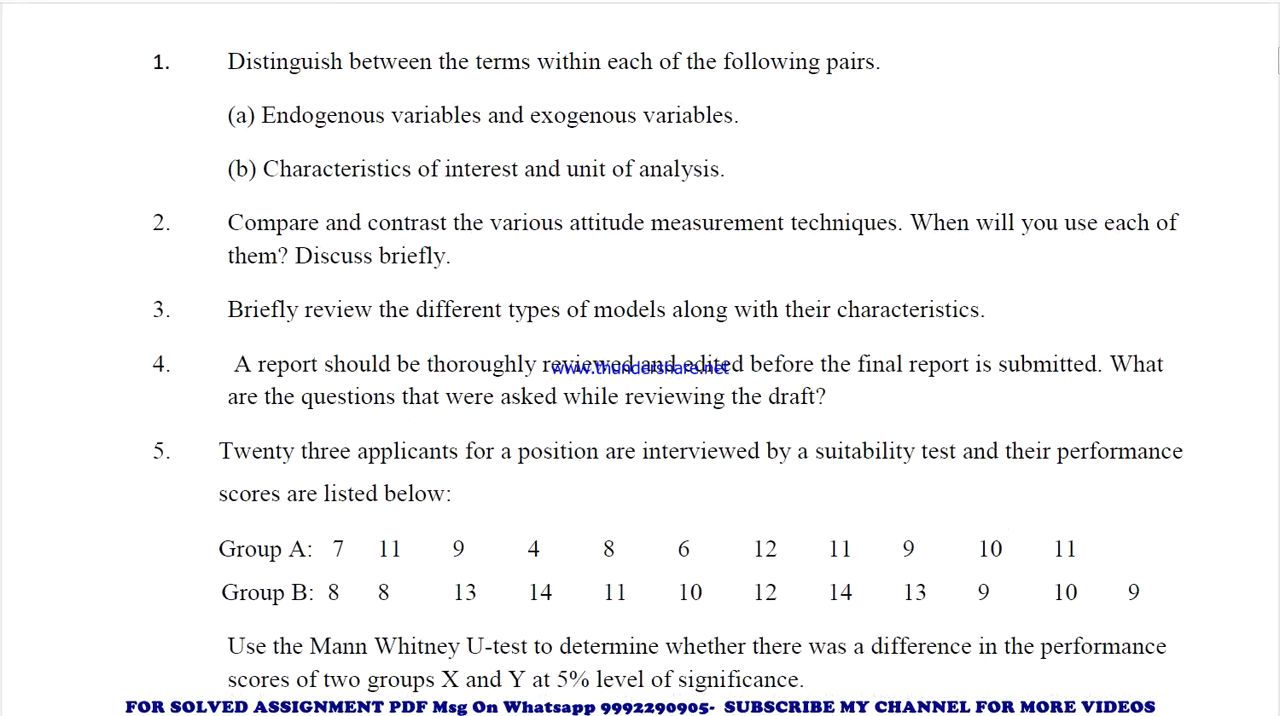 1. Distinguish between the terms within each of the following pairs.
(a) Endogenous variables and exogenous variables.
(b) Characteristics of interest and unit of analysis.
2. Compare and contrast the various attitude measurement techniques. When will you use each of
them? Discuss briefly.
3. Briefly review the different types of models along with their characteristics.
4. A report should be thoroughly reviewed and edited before the final report is submitted. What
www.thundershare.net
are the questions that were asked while reviewing the draft?
5. Twenty three applicants for a position are interviewed by a suitability test and their performance
scores are listed below:
Group A: 7 11 9 4 8 6 12 11 9 10 11
Group B: 8 8 13 14 11 10 12 14 13 9 10 9
Use the Mann Whitney U-test to determine whether there was a difference in the performance
scores of two groups X and Y at 5% level of significance.
FOR SOLVED ASSIGNMENT PDF Msg On Whatsapp 9992290905- SUBSCRIBE MY CHANNEL FOR MORE VIDEOS